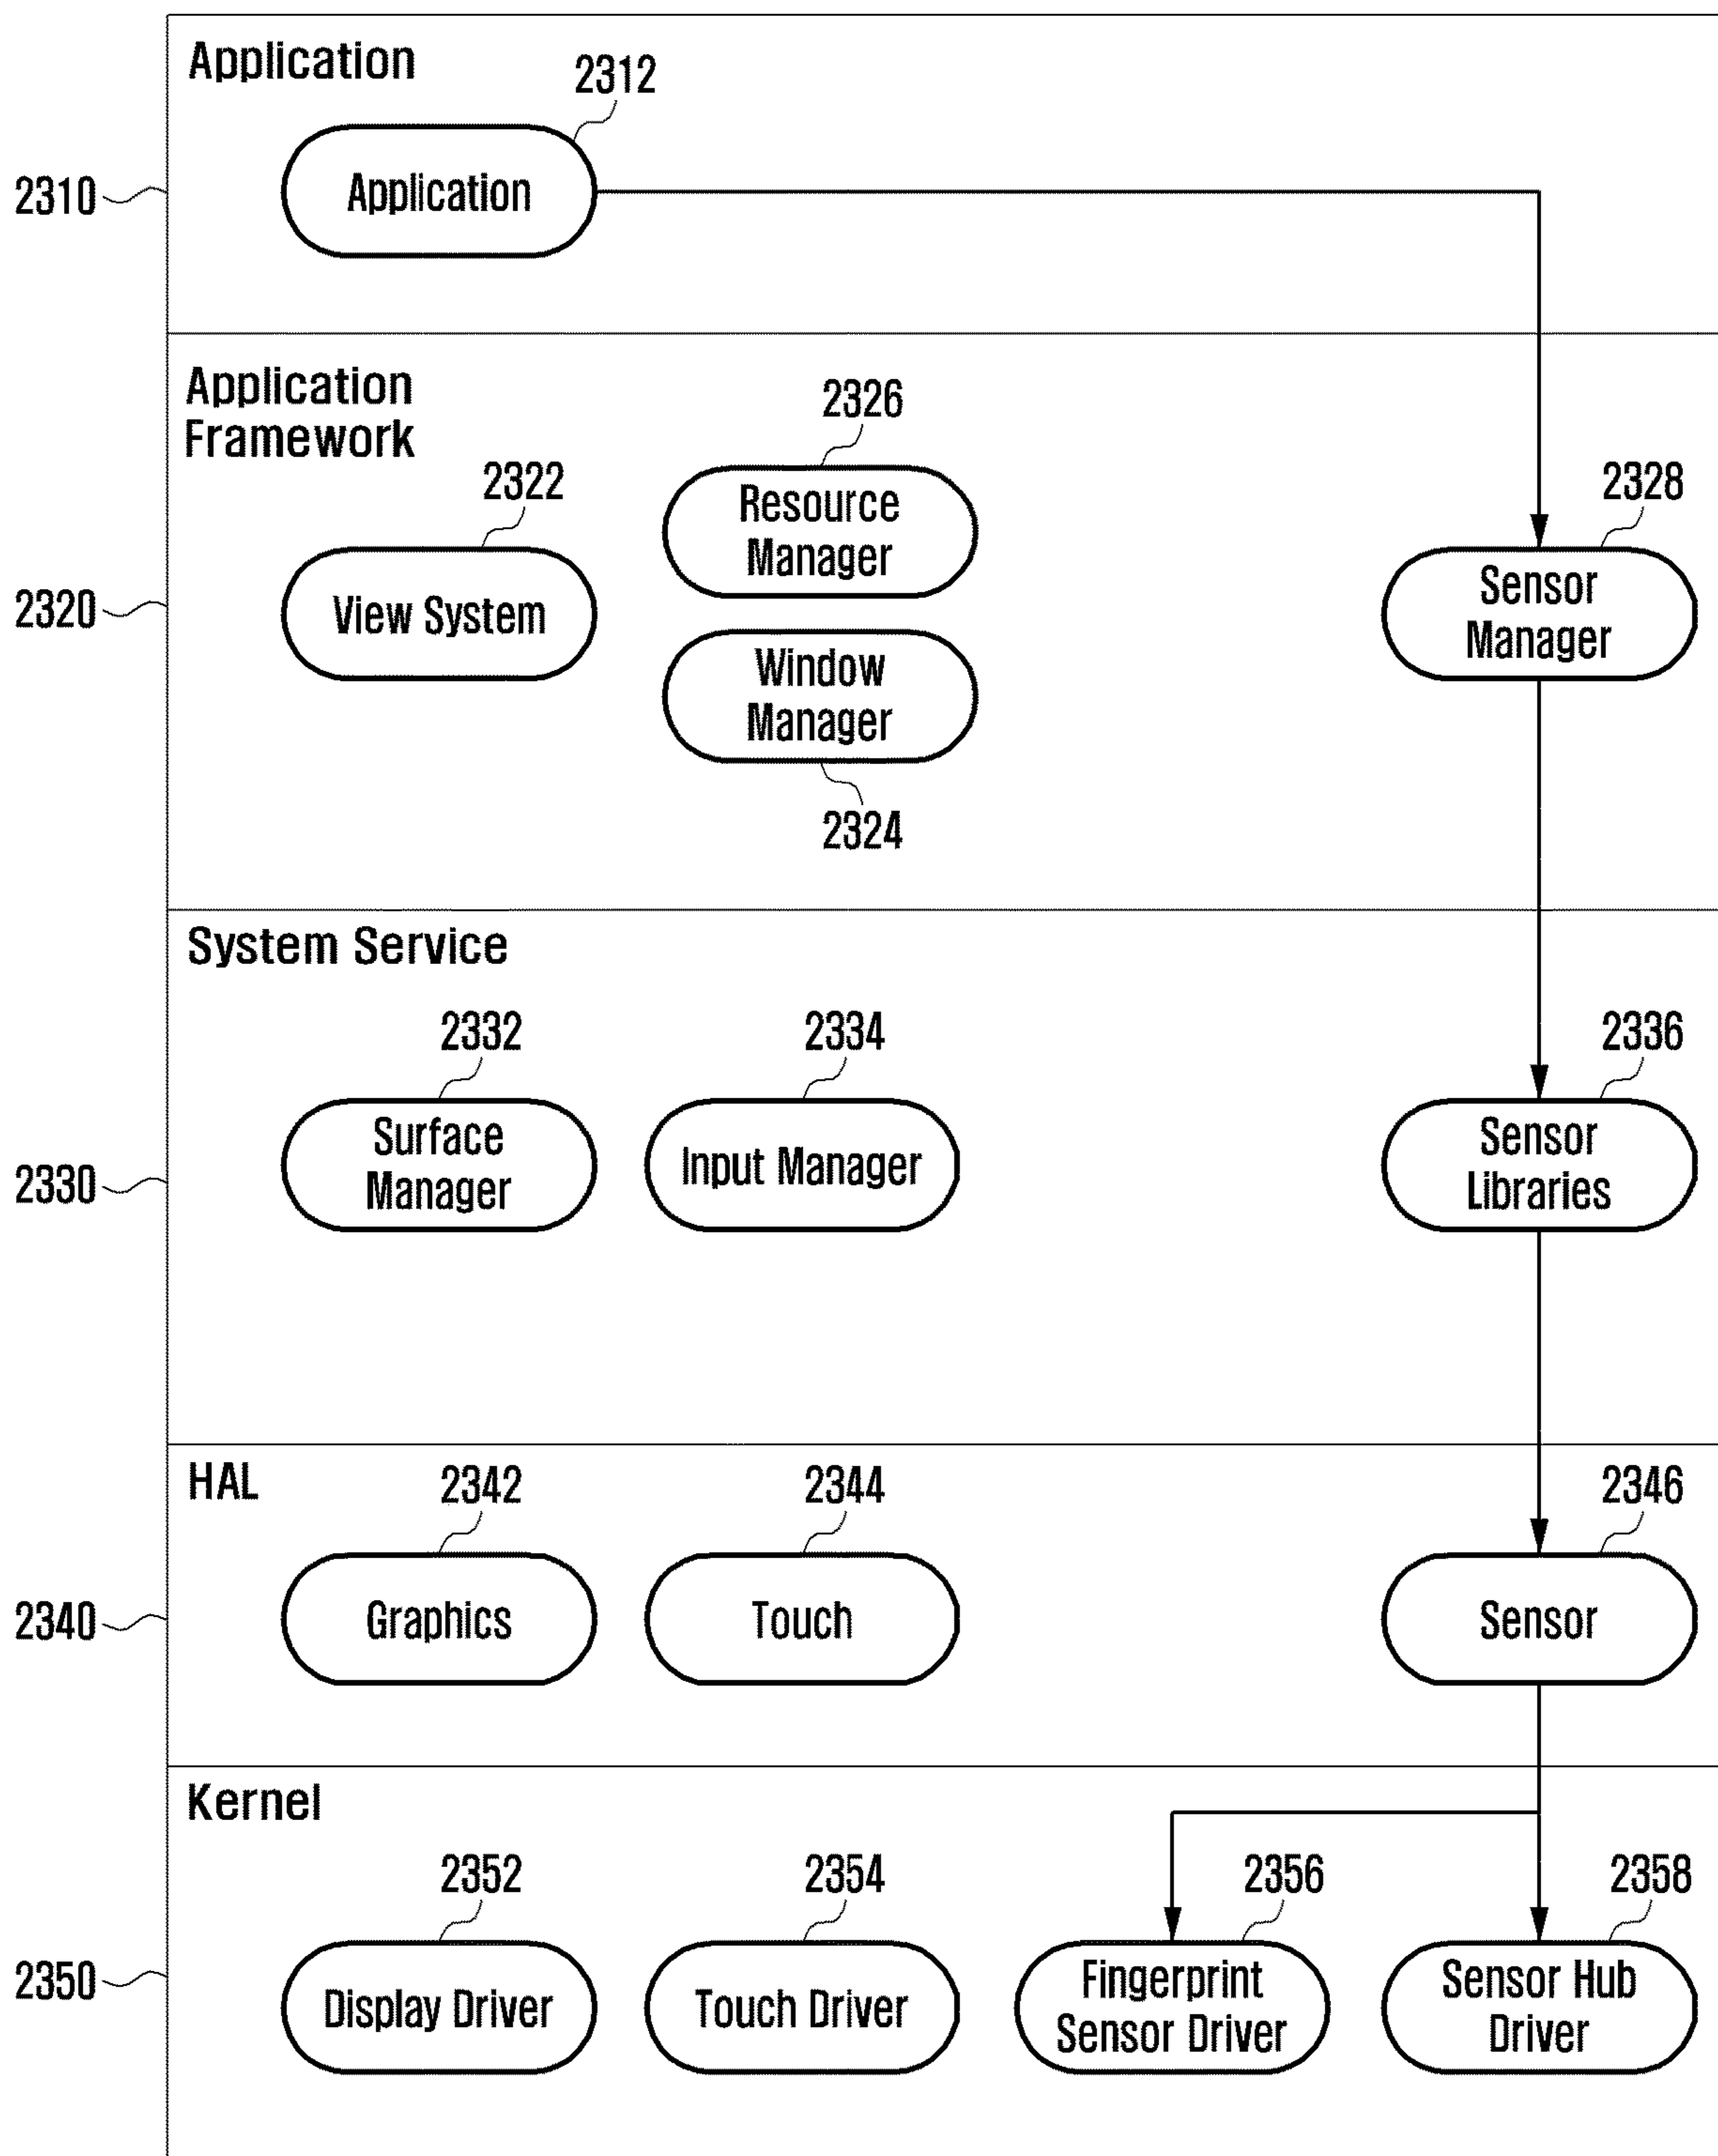 Application
2312
2310
Application
Application
Framework
2326
2322
2328
Resource
Manager
2320
View System
Sensor
Manager
Window
Manager
2324
System Service
2332
2334
2336
Surface
Manager
Input Manager
Sensor
Libraries
2330
HAL
2342
2344
2346
2340
Graphics
Touch
Sensor
Kernel
2352
2354
2356
2358
2350
Display Driver
Touch Driver
Fingerprint
Sensor Driver
Sensor Hub
Driver